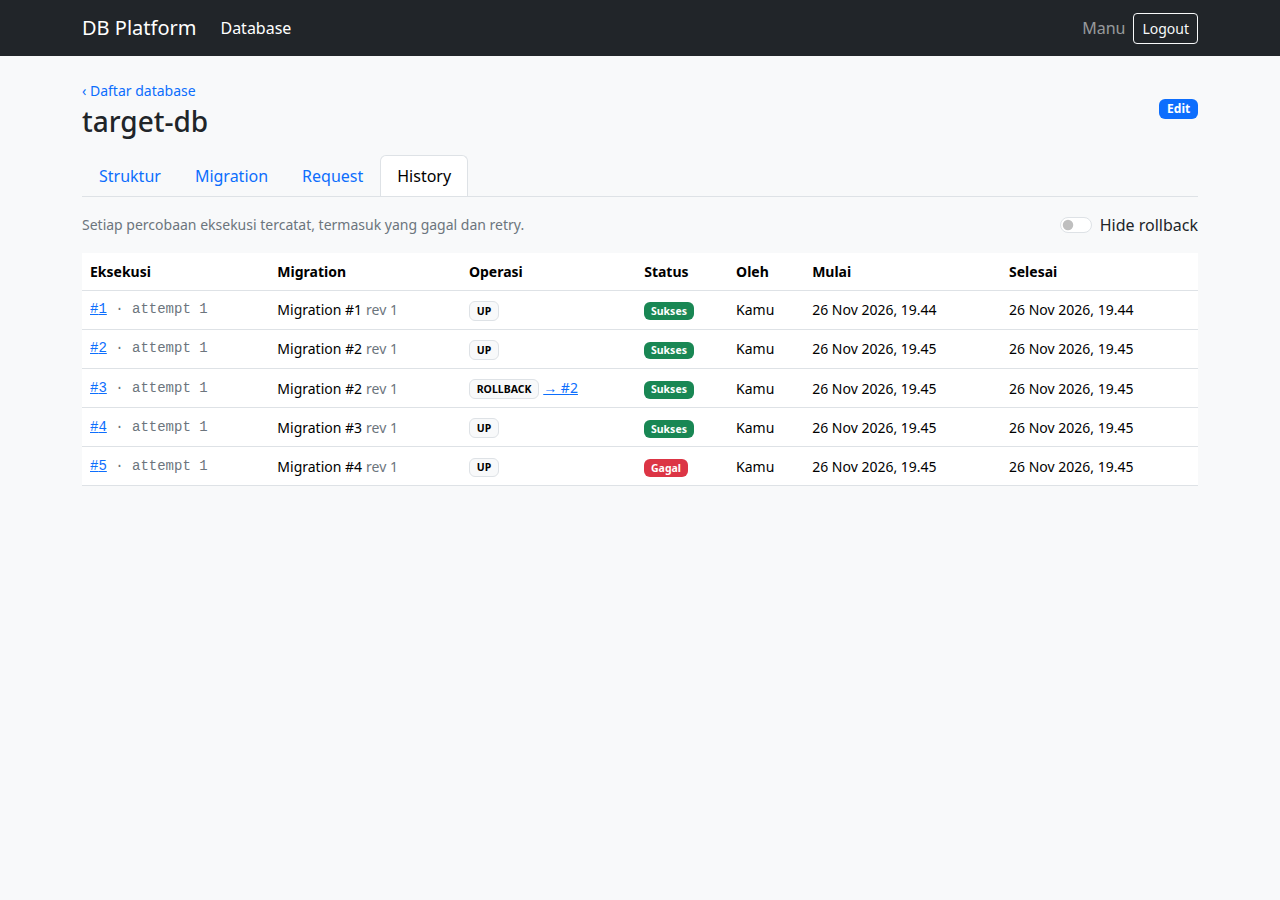 DB Platform Database Manu Logout
‹ Daftar database
target-db Edit
Struktur Migration Request History
Setiap percobaan eksekusi tercatat, termasuk yang gagal dan retry. Hide rollback
Eksekusi Migration Operasi Status Oleh Mulai Selesai
#1 · attempt 1 Migration #1 rev 1 UP Sukses Kamu 26 Nov 2026, 19.44 26 Nov 2026, 19.44
#2 · attempt 1 Migration #2 rev 1 UP Sukses Kamu 26 Nov 2026, 19.45 26 Nov 2026, 19.45
#3 · attempt 1 Migration #2 rev 1 ROLLBACK → #2 Sukses Kamu 26 Nov 2026, 19.45 26 Nov 2026, 19.45
#4 · attempt 1 Migration #3 rev 1 UP Sukses Kamu 26 Nov 2026, 19.45 26 Nov 2026, 19.45
#5 · attempt 1 Migration #4 rev 1 UP Gagal Kamu 26 Nov 2026, 19.45 26 Nov 2026, 19.45